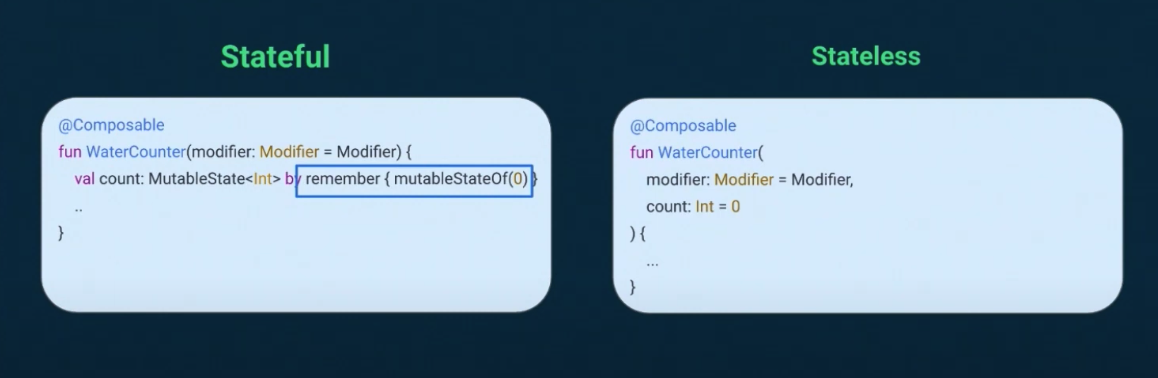 Stateful
@Composable
fun WaterCounter(modifier: Modifier = Modifier) {
val count: MutableState<Int> by remember { mutableStateOf(0) }
..
}
Stateless
@Composable
fun WaterCounter(
modifier: Modifier = Modifier,
count: Int = 0
) {
...
}